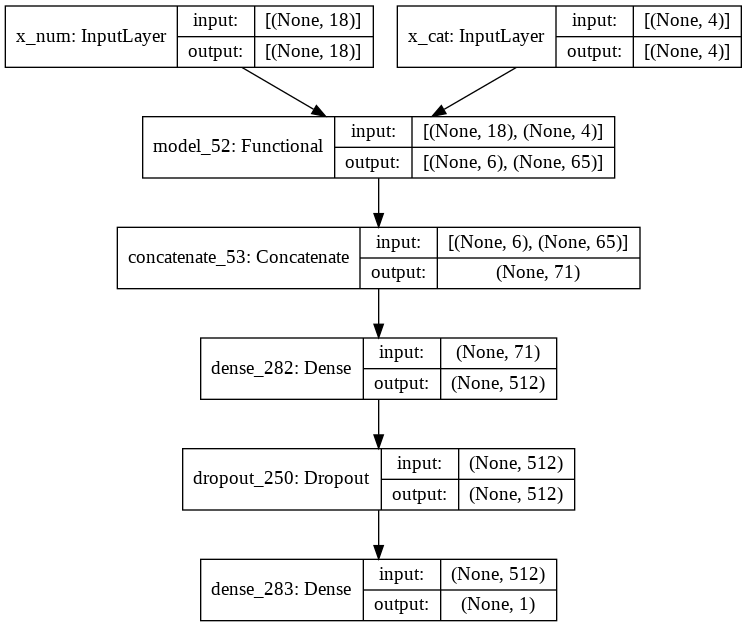 x_num: InputLayer
input:
[(None, 18)]
output:
[(None, 18)]
x_cat: InputLayer
input:
[(None, 4)]
output:
[(None, 4)]
model_52: Functional
input:
[(None, 18), (None, 4)]
output:
[(None, 6), (None, 65)]
concatenate_53: Concatenate
input:
[(None, 6), (None, 65)]
output:
(None, 71)
dense_282: Dense
input:
(None, 71)
output:
(None, 512)
dropout_250: Dropout
input:
(None, 512)
output:
(None, 512)
dense_283: Dense
input:
(None, 512)
output:
(None, 1)